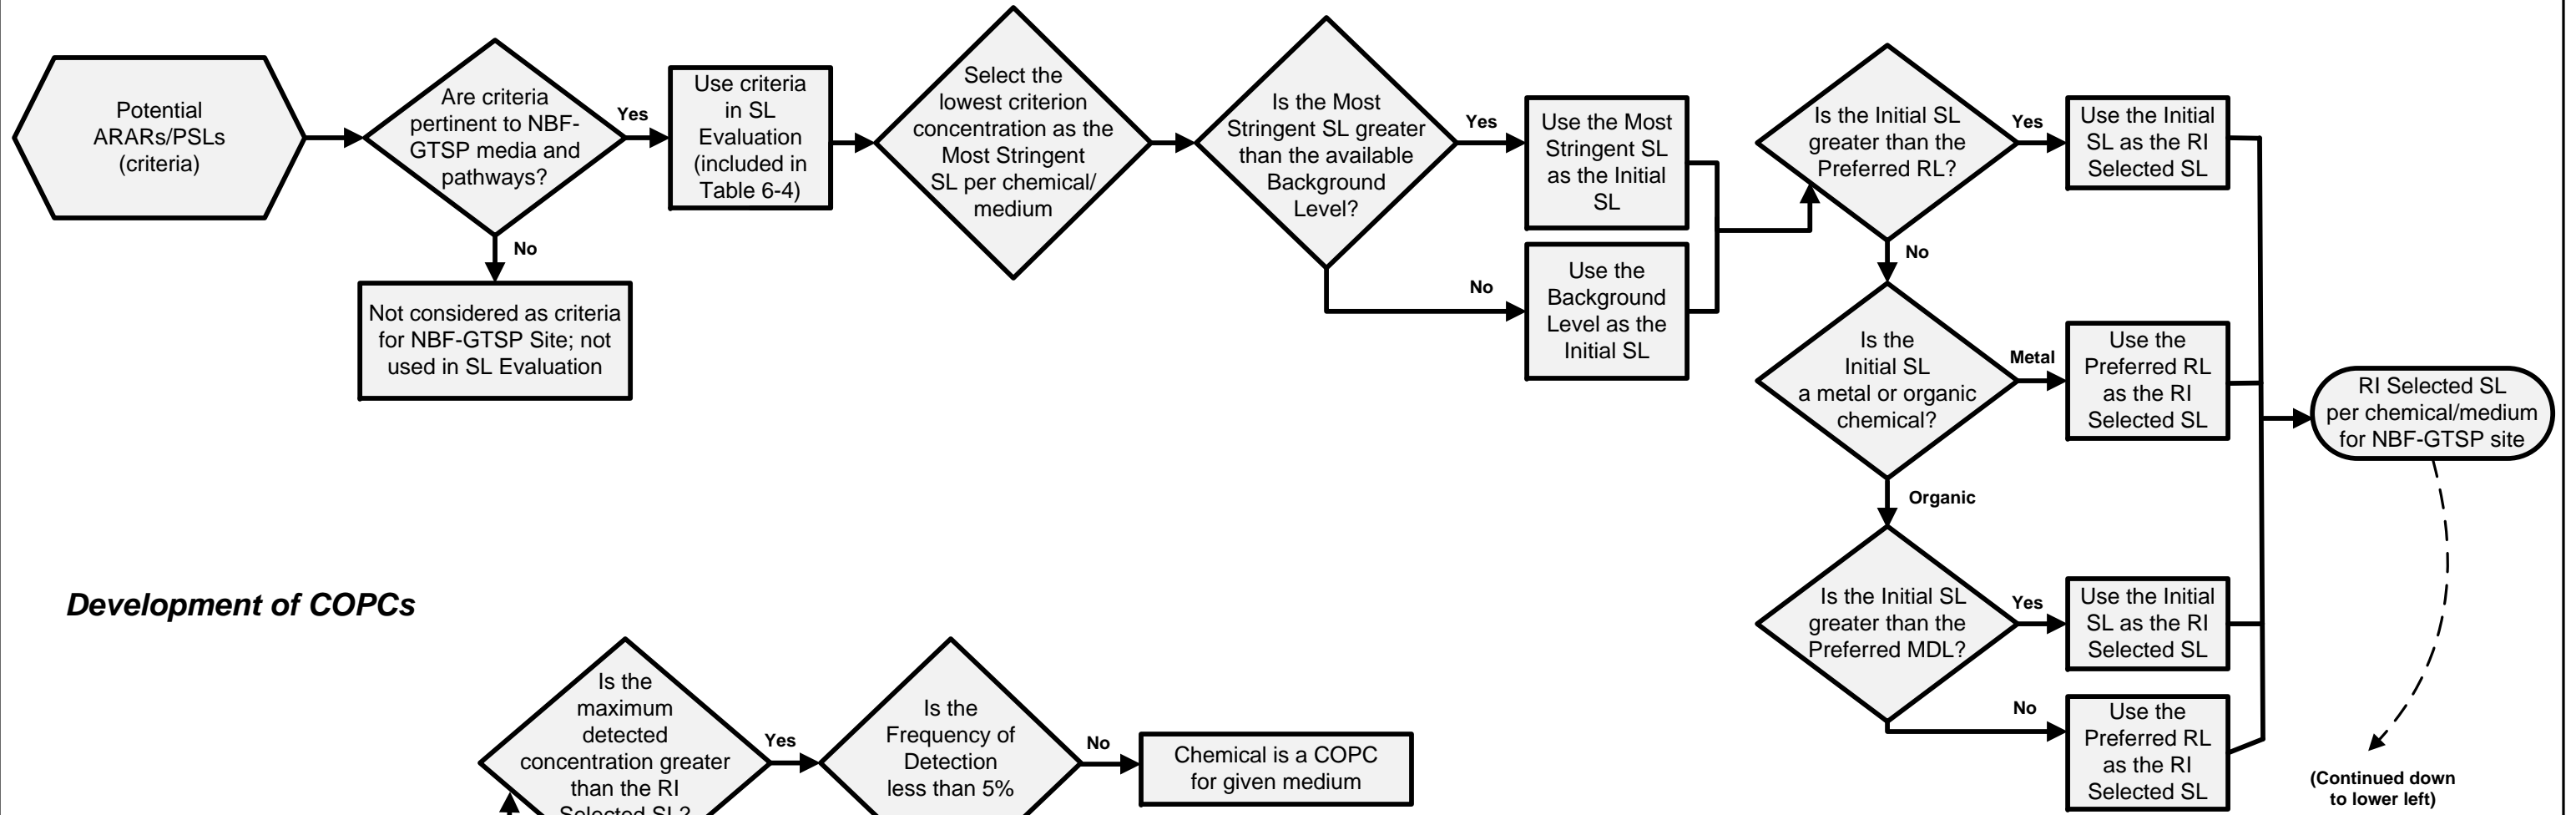 Potential
ARARs/PSLs
(criteria)
Are criteria
pertinent to NBF-
GTSP media and
pathways?
Yes
No
Not considered as criteria
for NBF-GTSP Site; not
used in SL Evaluation
Use criteria
in SL
Evaluation
(included in
Table 6-4)
Select the
lowest criterion
concentration as the
Most Stringent
SL per chemical/
medium
Is the Most
Stringent SL greater
than the available
Background
Level?
Yes
No
Use the Most
Stringent SL
as the Initial
SL
Use the
Background
Level as the
Initial SL
Is the Initial SL
greater than the
Preferred RL?
Yes
No
Use the Initial
SL as the RI
Selected SL
Is the
Initial SL
a metal or organic
chemical?
Metal
Organic
Use the
Preferred RL
as the RI
Selected SL
Is the Initial SL
greater than the
Preferred MDL?
Yes
No
Use the Initial
SL as the RI
Selected SL
Use the
Preferred RL
as the RI
Selected SL
RI Selected SL
per chemical/medium
for NBF-GTSP site
(Continued down
to lower left)
Development of COPCs
Is the
maximum
detected
concentration greater
than the RI
Selected SL?
Yes
Is the
Frequency of
Detection
less than 5%
No
Chemical is a COPC
for given medium